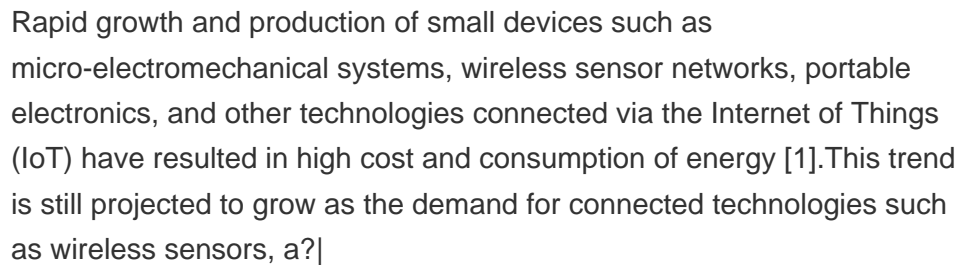 Rapid growth and production of small devices such as
micro-electromechanical systems, wireless sensor networks, portable
electronics, and other technologies connected via the Internet of Things
(IoT) have resulted in high cost and consumption of energy [1].This trend
is still projected to grow as the demand for connected technologies such
as wireless sensors, a?|